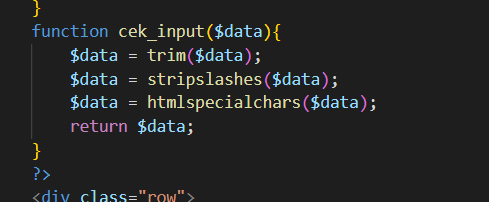 }
function cek_input($data){
$data = trim($data);
$data = stripslashes($data);
$data = htmlspecialchars($data);
return $data;
}
?>
<div class="row">